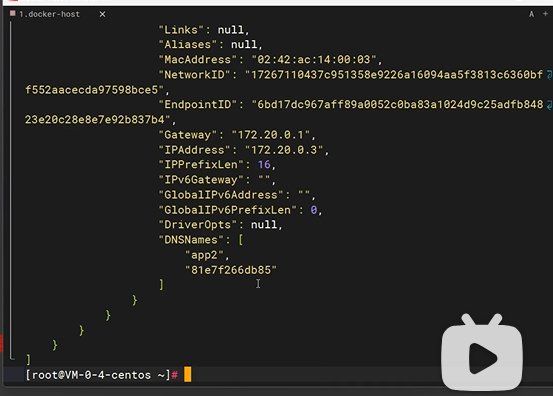 1.docker-host
"Links": null,
"Aliases": null,
"MacAddress": "02:42:ac:14:00:03",
"NetworkID": "17267110437c951358e9226a16094aa5f3813c6360bf
f552aacecda97598bce5",
"EndpointID": "6bd17dc967aff89a0052c0ba83a1024d9c25adfb848
23e20c28e8e7e92b837b4",
"Gateway": "172.20.0.1",
"IPAddress": "172.20.0.3",
"IPPrefixLen": 16,
"IPv6Gateway": "",
"GlobalIPv6Address": "",
"GlobalIPv6PrefixLen": 0,
"DriverOpts": null,
"DNSNames": [
"app2",
"81e7f266db85"
]
}
}
}
}
]
[root@VM-0-4-centos ~]#